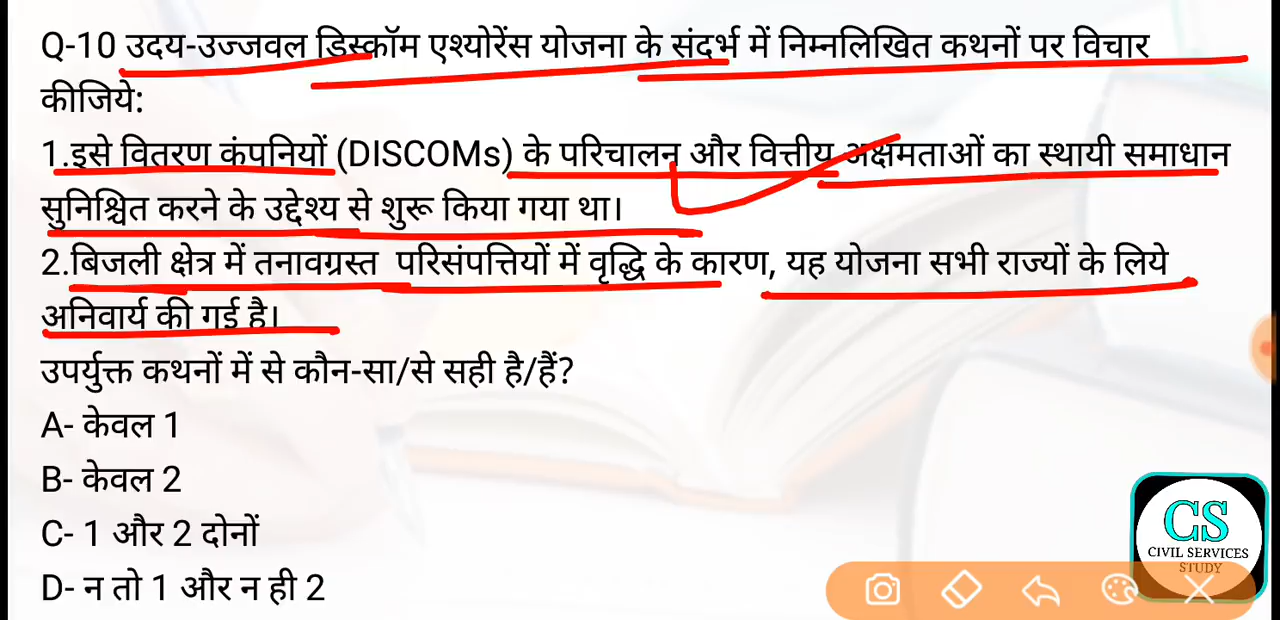 Q-10 उदय-उज्जवल डिस्कॉम एश्योरेंस योजना के संदर्भ में निम्नलिखित कथनों पर विचार
कीजिये:
1.इसे वितरण कंपनियों (DISCOMs) के परिचालन और वित्तीय अक्षमताओं का स्थायी समाधान
सुनिश्चित करने के उद्देश्य से शुरू किया गया था।
2.बिजली क्षेत्र में तनावग्रस्त परिसंपत्तियों में वृद्धि के कारण, यह योजना सभी राज्यों के लिये
अनिवार्य की गई है।
उपर्युक्त कथनों में से कौन-सा/से सही है/हैं?
A- केवल 1
B- केवल 2
C- 1 और 2 दोनों
D- न तो 1 और न ही 2
CS
CIVIL SERVICES
STUDY